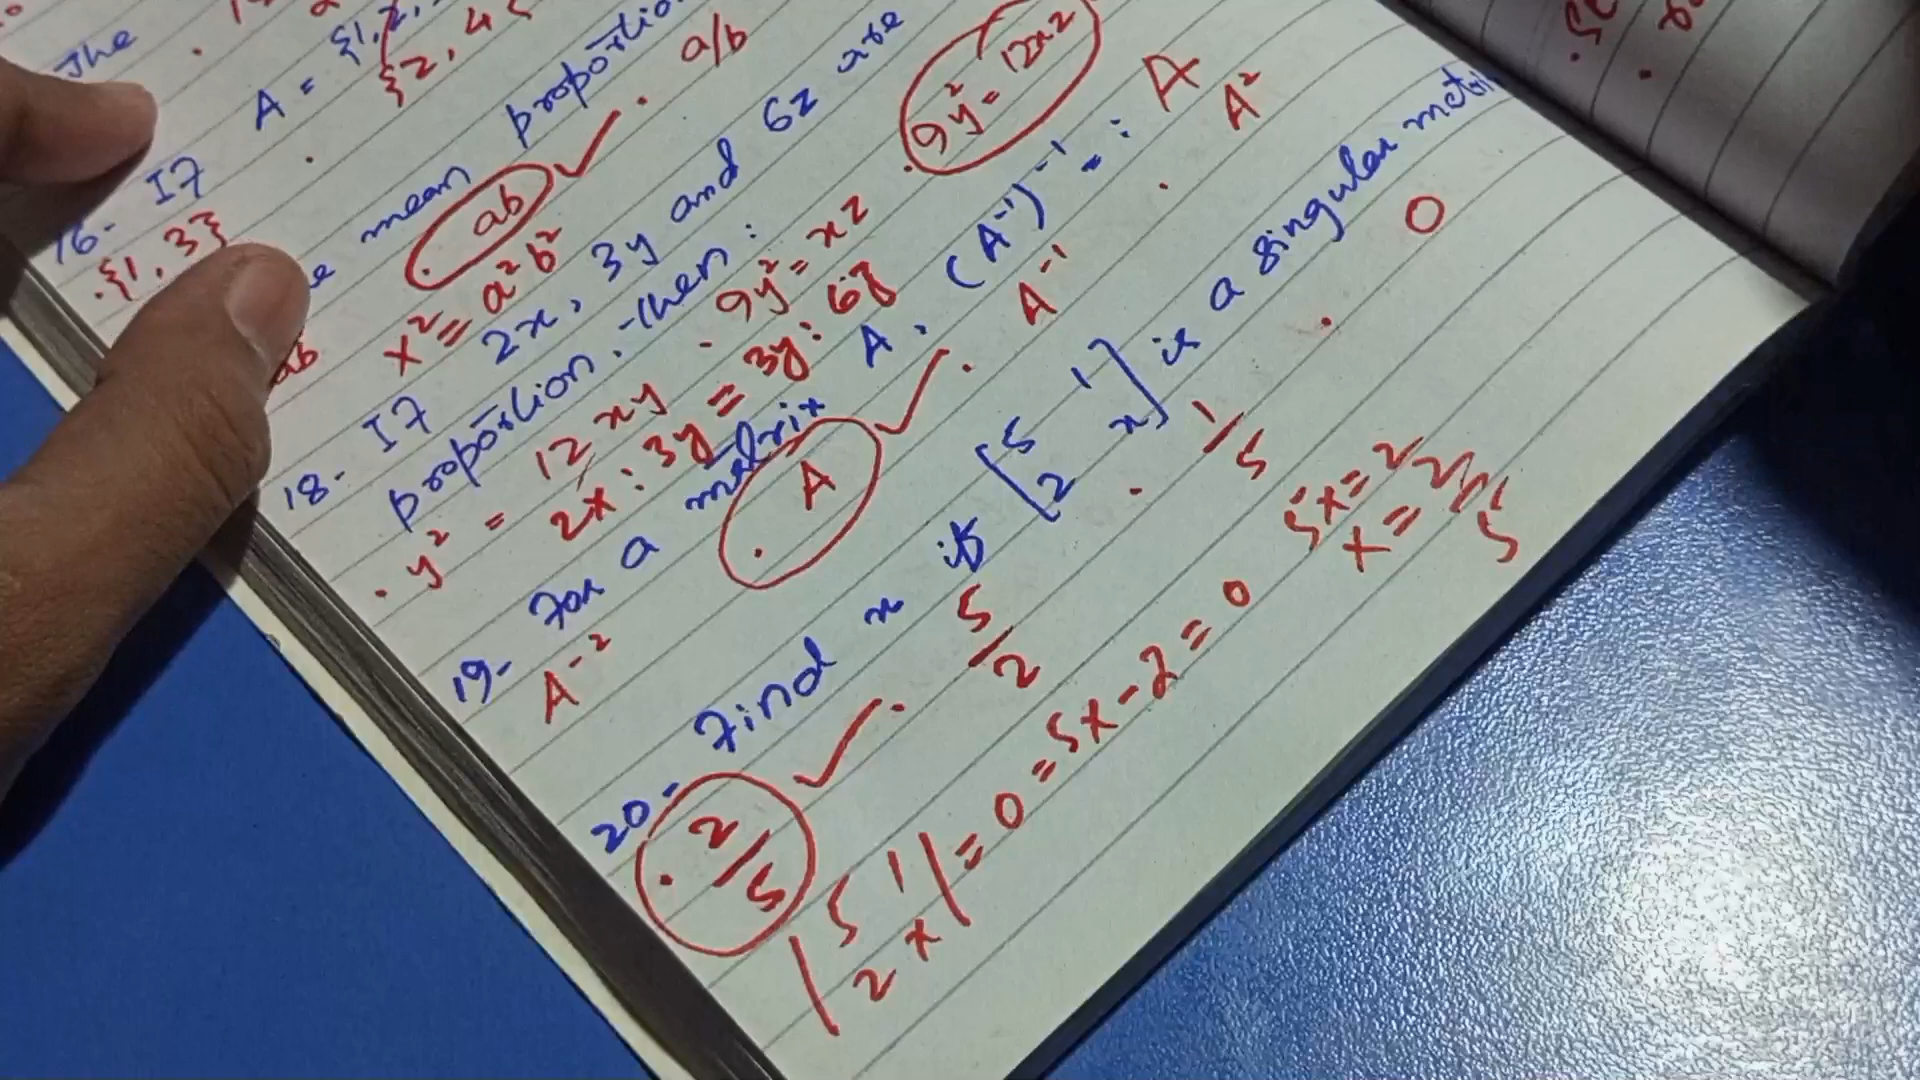 The
16- If A = {1,2,
. {1,3} . {2,4}
e mean proportio
ab . ab ✓ . a/b
x² = a²b²
18- If 2x, 3y and 6z are
proportion, then:
. y² = 12xy . 9y² = xz . 9y² = 12xz
2x : 3y = 3y : 6z
19- For a matrix A, (A⁻¹)⁻¹ = : A
A⁻² . A ✓ . A⁻¹ . A²
20- Find x if [5 1 2 x] is a singular
. 2/5 ✓ . 5/2 . 1/5 . 0
|5 1 2 x| = 0 = 5x - 2 = 0
5x = 2
x = 2/5